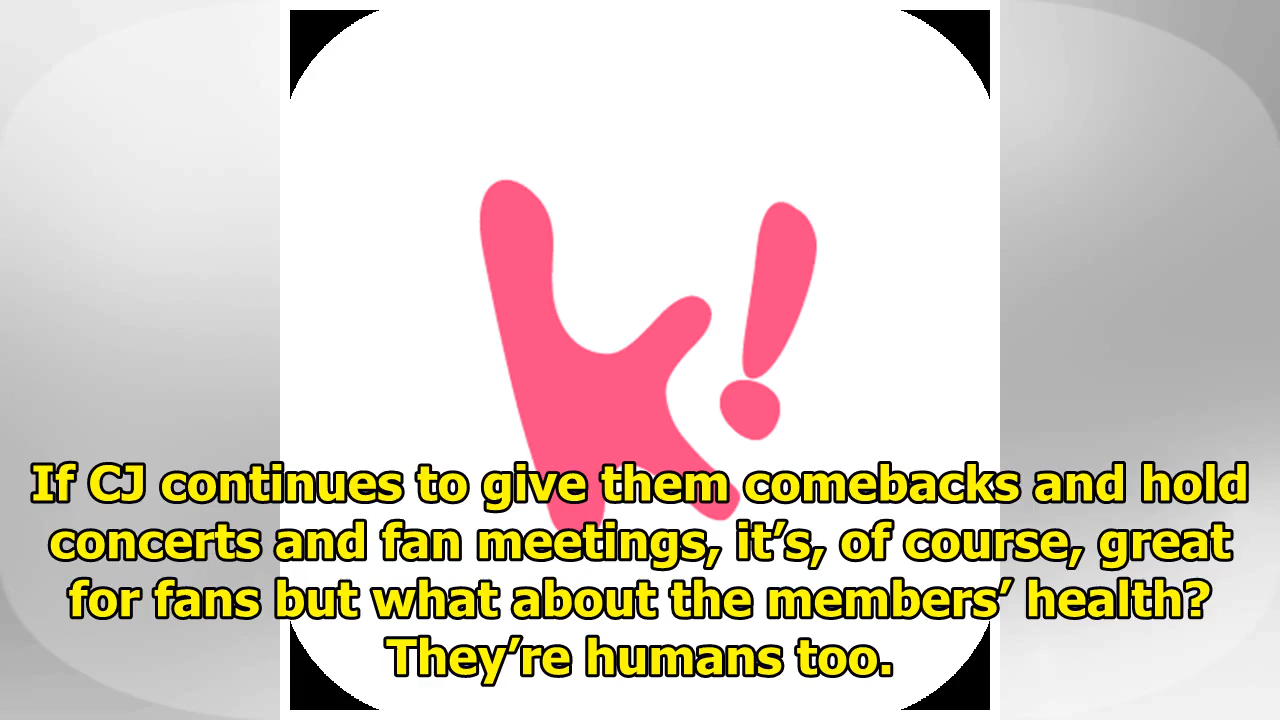 k!
If CJ continues to give them comebacks and hold
concerts and fan meetings, it’s, of course, great
for fans but what about the members’ health?
They’re humans too.